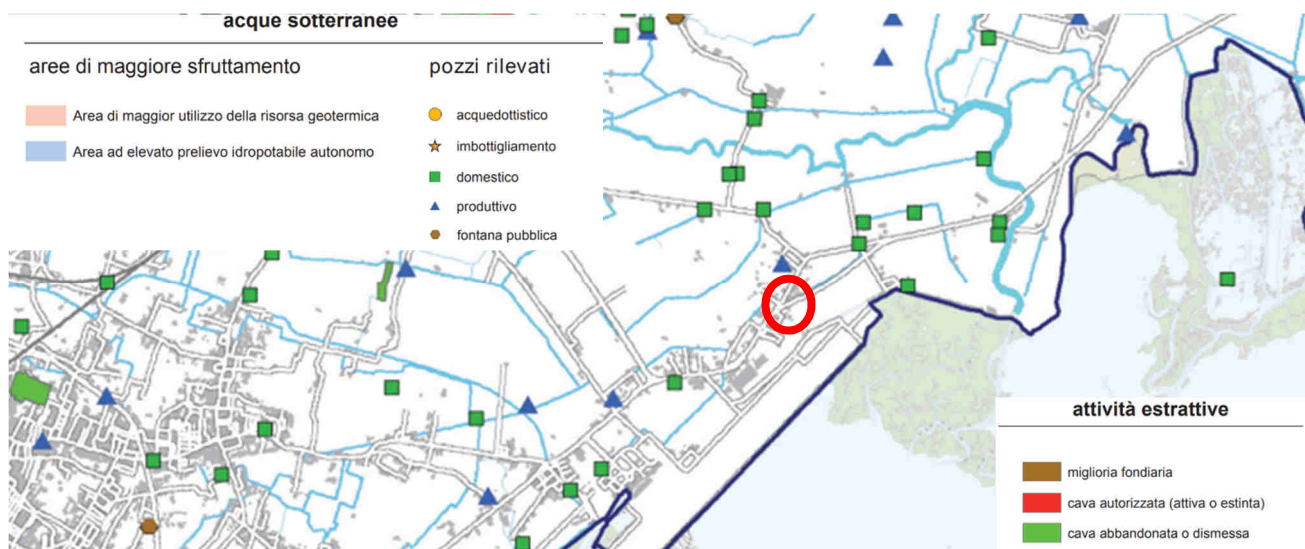 acque sotterranee
aree di maggiore sfruttamento
Area di maggior utilizzo della risorsa geotermica
Area ad elevato prelievo idropotabile autonomo
pozzi rilevati
acquedottistico
imbottigliamento
domestico
produttivo
fontana pubblica
attività estrattive
miglioria fondiaria
cava autorizzata (attiva o estinta)
cava abbandonata o dismessa